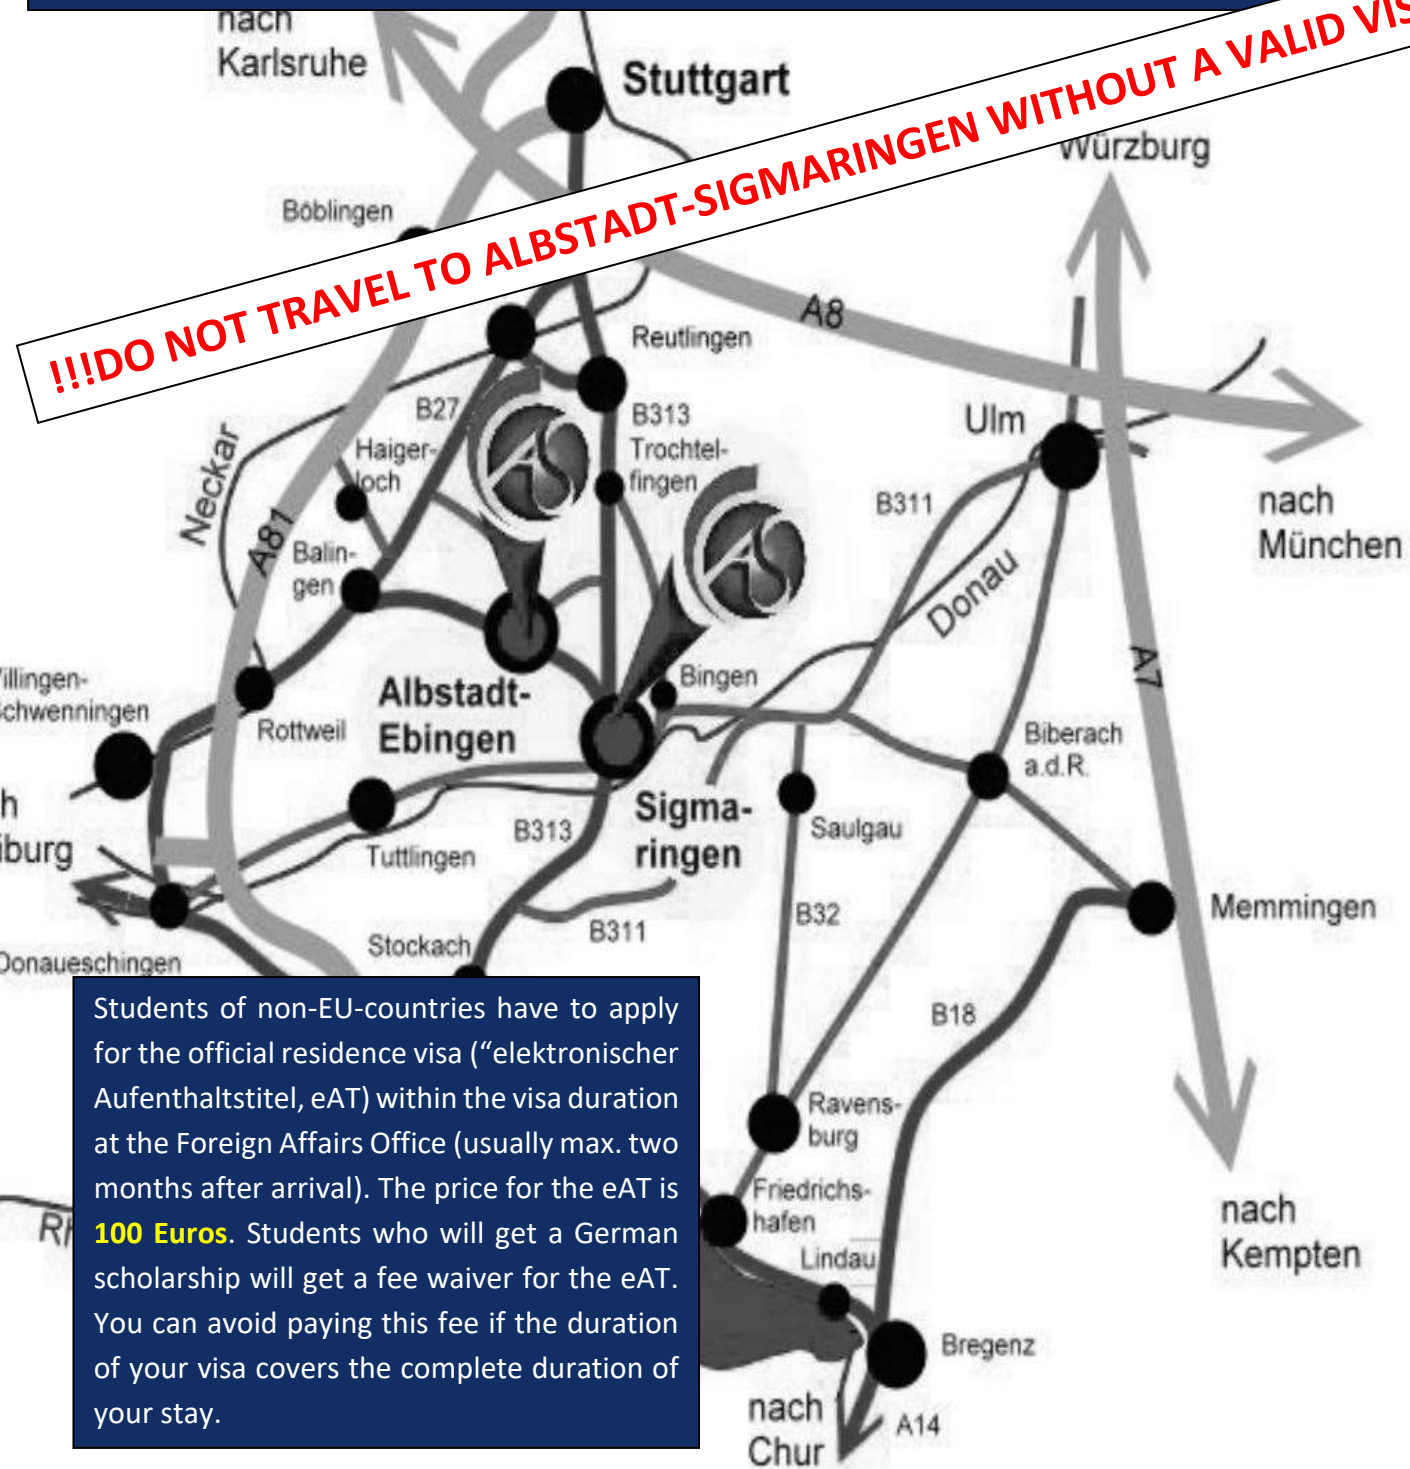 nach
Karlsruhe
Stuttgart
!!!DO NOT TRAVEL TO ALBSTADT-SIGMARINGEN WITHOUT A VALID VIS
Würzburg
Böblingen
A8
Reutlingen
B27
B313
Ulm
Neckar
Haiger-
loch
Trochtel-
fingen
B311
nach
München
A81
Balin-
gen
Donau
A7
Bingen
illingen-
chwenningen
Albstadt-
Ebingen
Rottweil
Biberach
a.d.R.
h
iburg
Sigma-
ringen
B313
Saulgau
Tuttlingen
B32
Memmingen
B311
Stockach
Donaueschingen
B18
Students of non-EU-countries have to apply
for the official residence visa (“elektronischer
Aufenthaltstitel, eAT) within the visa duration
at the Foreign Affairs Office (usually max. two
months after arrival). The price for the eAT is
100 Euros. Students who will get a German
scholarship will get a fee waiver for the eAT.
You can avoid paying this fee if the duration
of your visa covers the complete duration of
your stay.
Ravens-
burg
Friedrichs-
hafen
Rh
nach
Kempten
Lindau
Bregenz
nach
Chur
A14